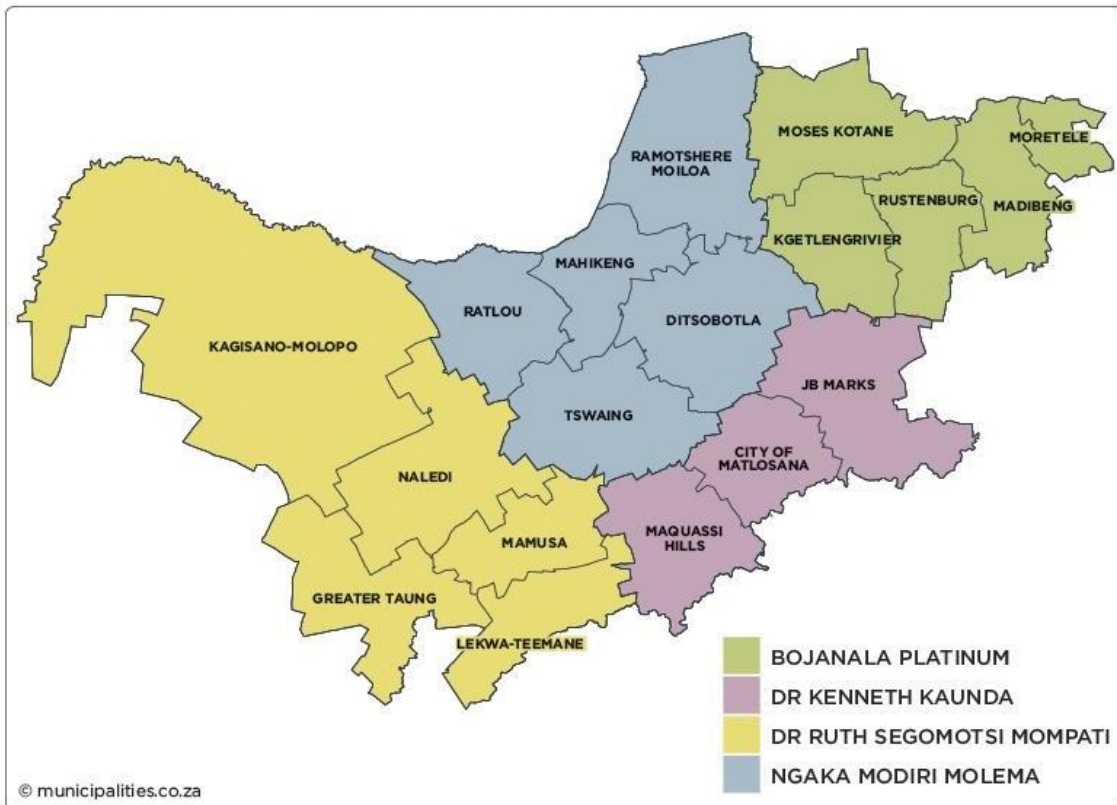 MOSES KOTANE
MORETELE
RAMOTSHERE
MOILOA
RUSTENBURG
MADIBENG
KGETLENGRIVIER
MAHIKENG
RATLOU
DITSOBOTLA
KAGISANO-MOLOPO
JB MARKS
TSWAING
CITY OF
MATLOSANA
NALEDI
MAMUSA
MAQUASSI
HILLS
GREATER TAUNG
LEKWA-TEEMANE
BOJANALA PLATINUM
DR KENNETH KAUNDA
DR RUTH SEGOMOTSI MOMPATI
NGAKA MODIRI MOLEMA
© municipalities.co.za